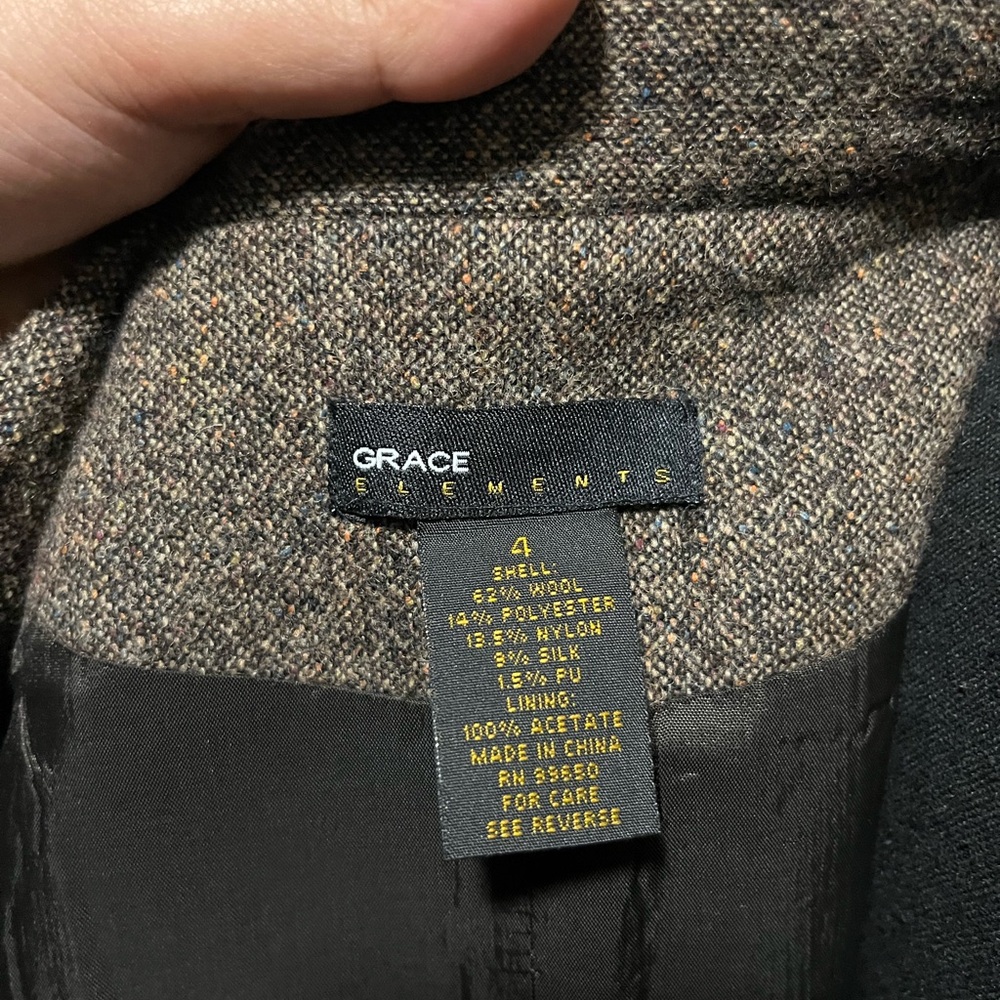 GRACE
ELEMENTS
4
SHELL:
62% WOOL
14% POLYESTER
13.5% NYLON
9% SILK
1.5% PU
LINING:
100% ACETATE
MADE IN CHINA
RN 99650
FOR CARE
SEE REVERSE